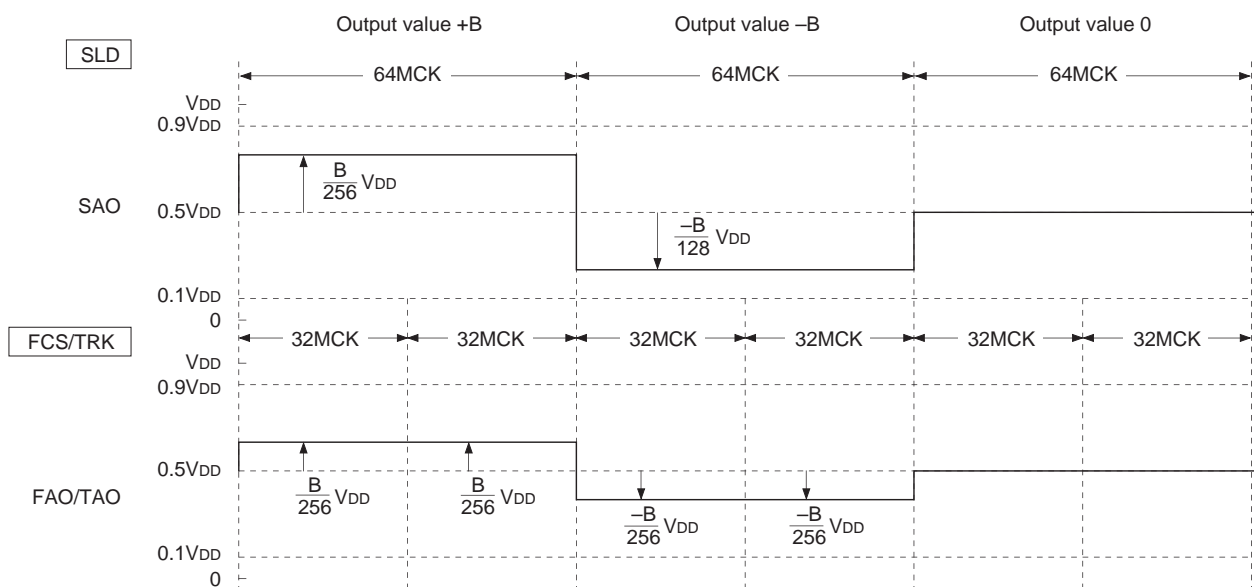 Output value +B Output value –B Output value 0
SLD
64MCK 64MCK 64MCK
VDD
0.9VDD
B
256 VDD
SAO
0.5VDD
–B
128 VDD
0.1VDD
0
FCS/TRK
32MCK 32MCK 32MCK 32MCK 32MCK 32MCK
VDD
0.9VDD
0.5VDD
FAO/TAO
B
256 VDD
B
256 VDD
–B
256 VDD
–B
256 VDD
0.1VDD
0